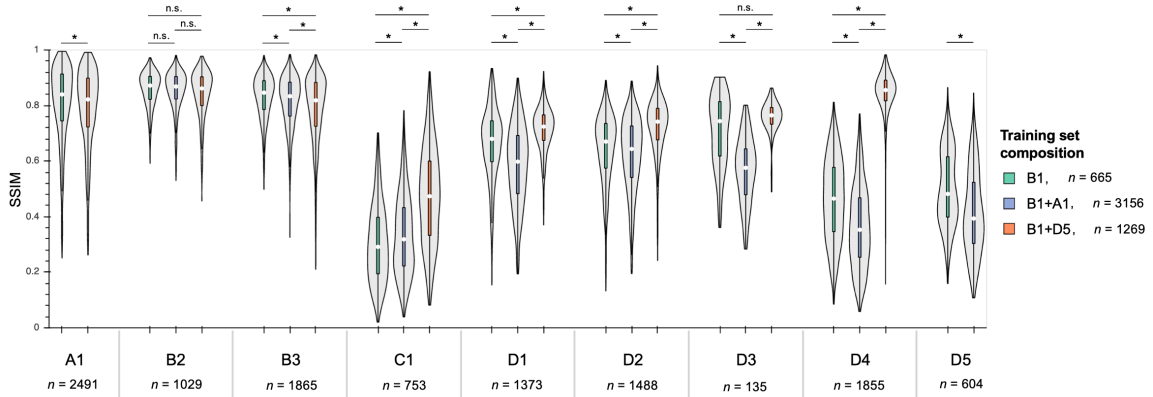 n.s. * * * * n.s. *
n.s. * * * * * *
* n.s. * * * * * * *
1
0.8
0.6
0.4
0.2
0
SSIM
A1 B2 B3 C1 D1 D2 D3 D4 D5
n = 2491 n = 1029 n = 1865 n = 753 n = 1373 n = 1488 n = 135 n = 1855 n = 604
Training set
composition
B1, n = 665
B1+A1, n = 3156
B1+D5, n = 1269